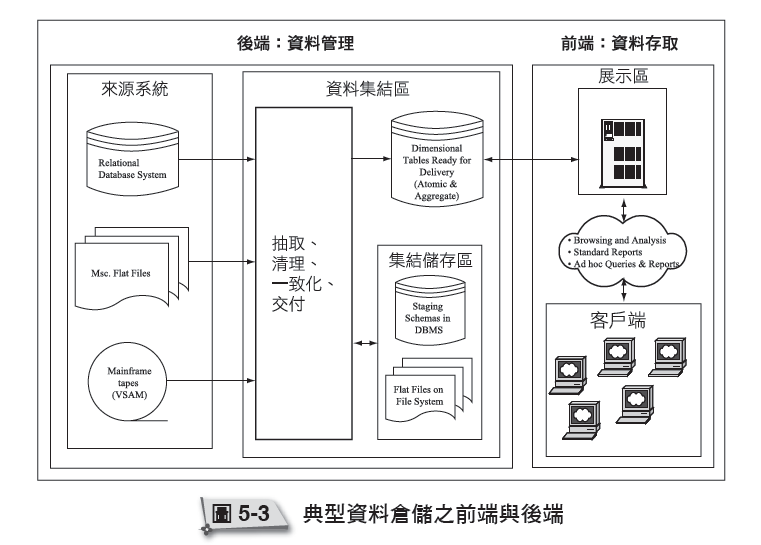 後端：資料管理
前端：資料存取
來源系統
Relational
Database System
Msc. Flat Files
Mainframe
tapes
(VSAM)
資料集結區
抽取、
清理、
一致化、
交付
Dimensional
Tables Ready for
Delivery
(Atomic &
Aggregate)
集結儲存區
Staging
Schemas in
DBMS
Flat Files on
File System
展示區
• Browsing and Analysis
• Standard Reports
• Ad hoc Queries & Reports
客戶端
圖 5-3 典型資料倉儲之前端與後端